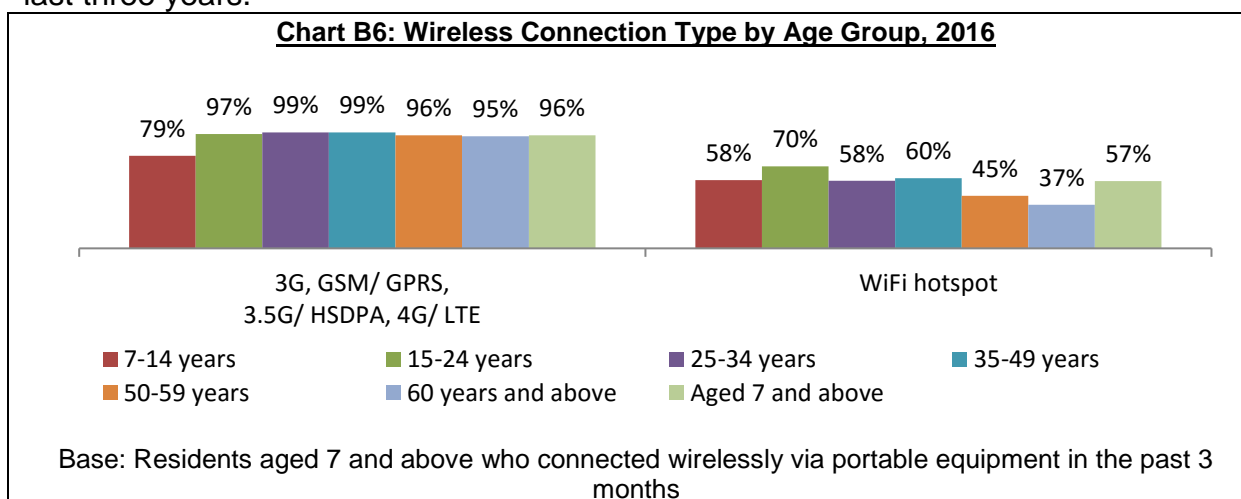 last three years.
Chart B6: Wireless Connection Type by Age Group, 2016
79% 97% 99% 99% 96% 95% 96%
58% 70% 58% 60% 45% 37% 57%
3G, GSM/ GPRS,
3.5G/ HSDPA, 4G/ LTE
WiFi hotspot
7-14 years 15-24 years 25-34 years 35-49 years
50-59 years 60 years and above Aged 7 and above
Base: Residents aged 7 and above who connected wirelessly via portable equipment in the past 3
months